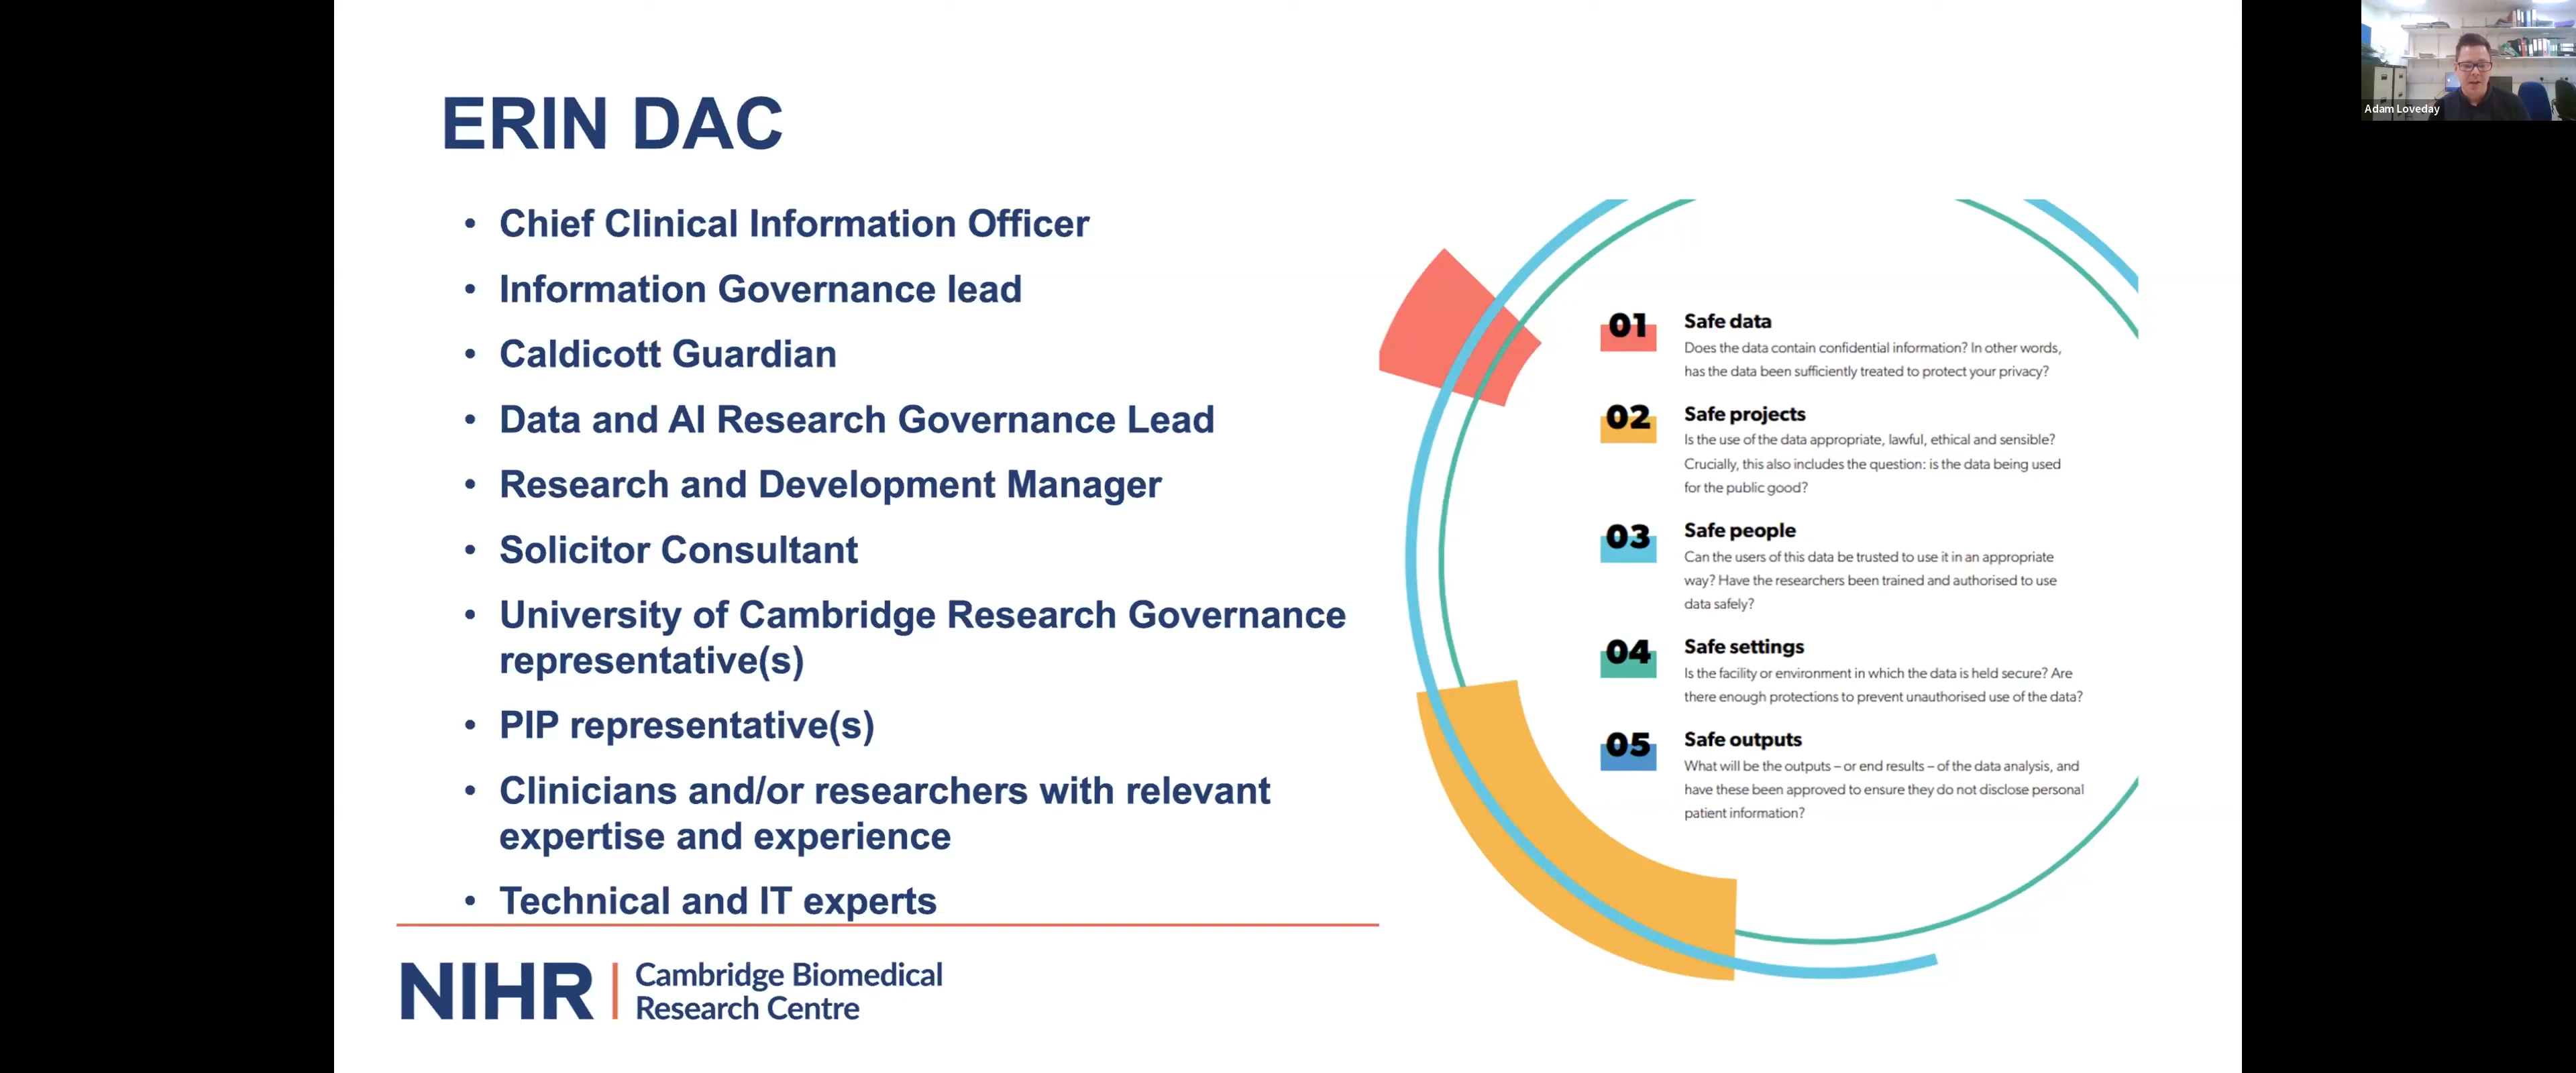 ERIN DAC
• Chief Clinical Information Officer
• Information Governance lead
• Caldicott Guardian
• Data and AI Research Governance Lead
• Research and Development Manager
• Solicitor Consultant
• University of Cambridge Research Governance
representative(s)
• PIP representative(s)
• Clinicians and/or researchers with relevant
expertise and experience
• Technical and IT experts
NIHR | Cambridge Biomedical
Research Centre
01 Safe data
Does the data contain confidential information? In other words,
has the data been sufficiently treated to protect your privacy?
02 Safe projects
Is the use of the data appropriate, lawful, ethical and sensible?
Crucially, this also includes the question: is the data being used
for the public good?
03 Safe people
Can the users of this data be trusted to use it in an appropriate
way? Have the researchers been trained and authorised to use
data safely?
04 Safe settings
Is the facility or environment in which the data is held secure? Are
there enough protections to prevent unauthorised use of the data?
05 Safe outputs
What will be the outputs – or end results – of the data analysis, and
have these been approved to ensure they do not disclose personal
patient information?
Adam Loveday